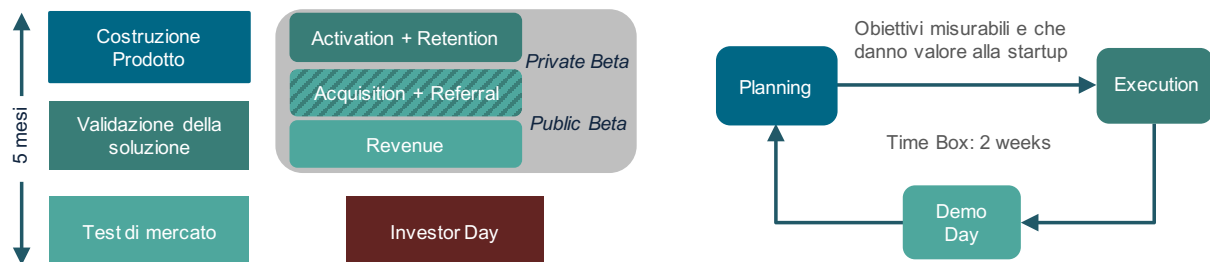 5 mesi
Costruzione
Prodotto
Validazione della
soluzione
Test di mercato
Activation + Retention
Private Beta
Acquisition + Referral
Public Beta
Revenue
Investor Day
Obiettivi misurabili e che
danno valore alla startup
Planning
Execution
Time Box: 2 weeks
Demo
Day